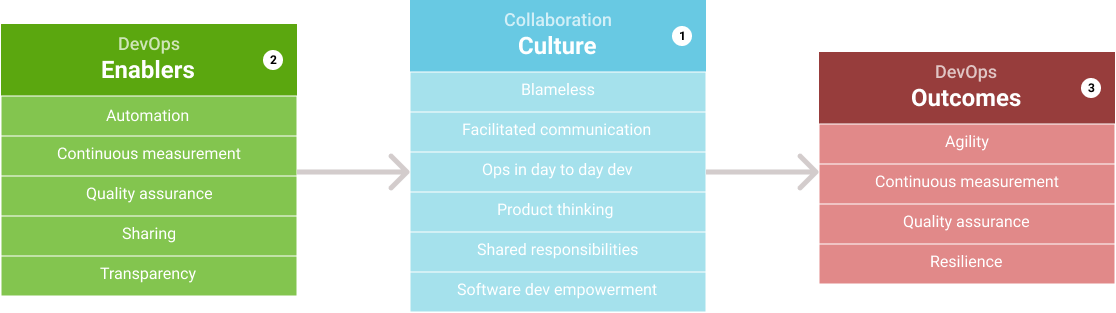 DevOps
Enablers
2
Automation
Continuous measurement
Quality assurance
Sharing
Transparency
Collaboration
Culture
1
Blameless
Facilitated communication
Ops in day to day dev
Product thinking
Shared responsibilities
Software dev empowerment
DevOps
Outcomes
3
Agility
Continuous measurement
Quality assurance
Resilience